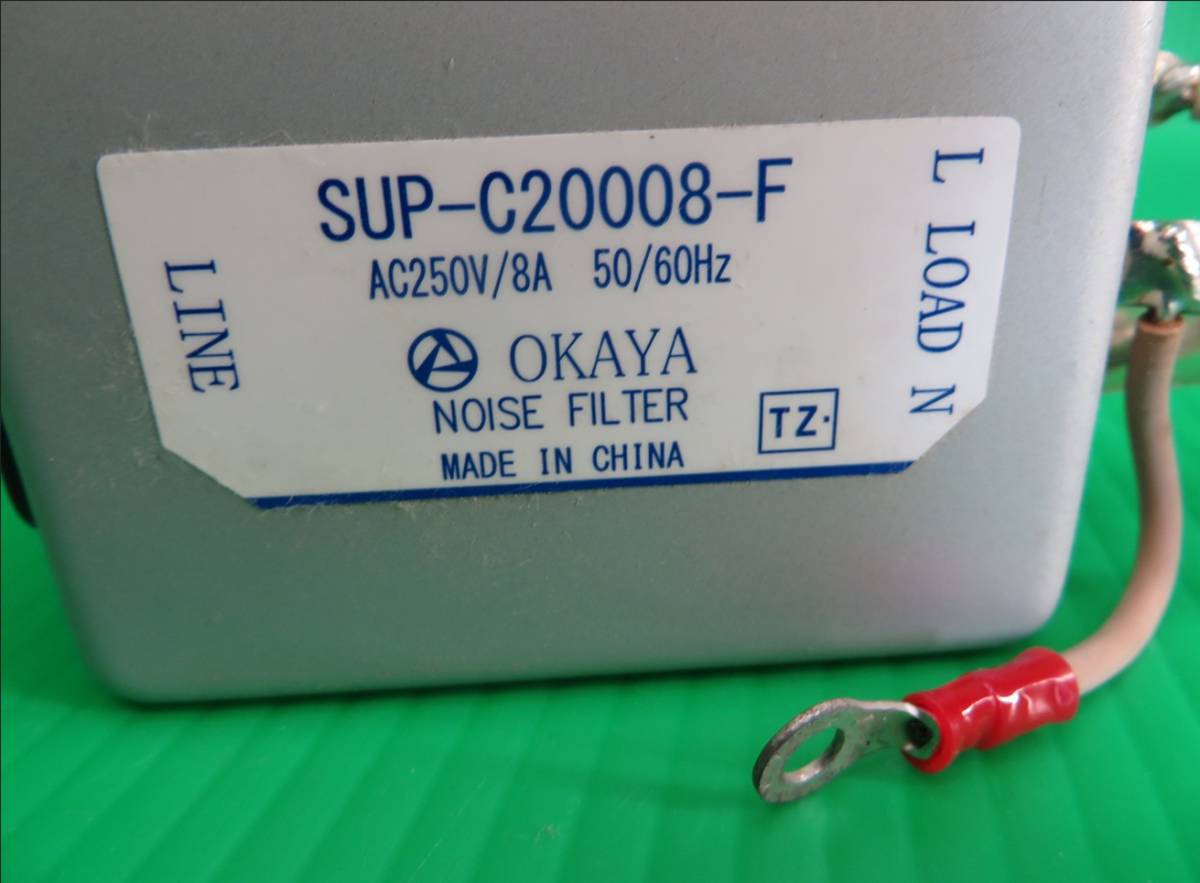 SUP-C20008-F
AC250V/8A 50/60Hz
OKAYA
NOISE FILTER
MADE IN CHINA
TZ.
LINE
L LOAD N